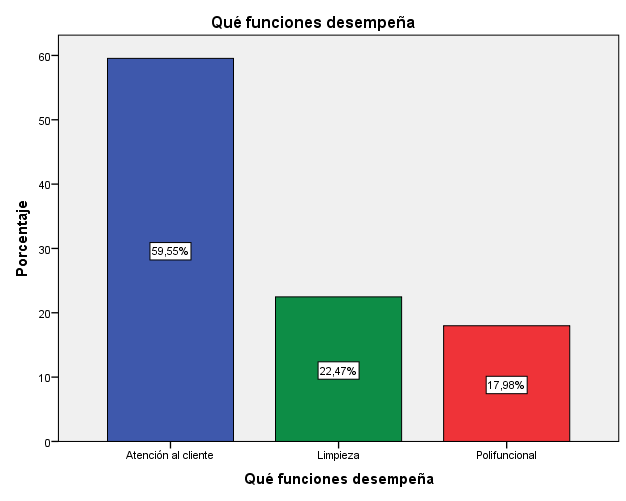 Qué funciones desempeña
Porcentaje
60
50
40
30
20
10
0
59,55%
22,47%
17,98%
Atención al cliente
Limpieza
Polifuncional
Qué funciones desempeña